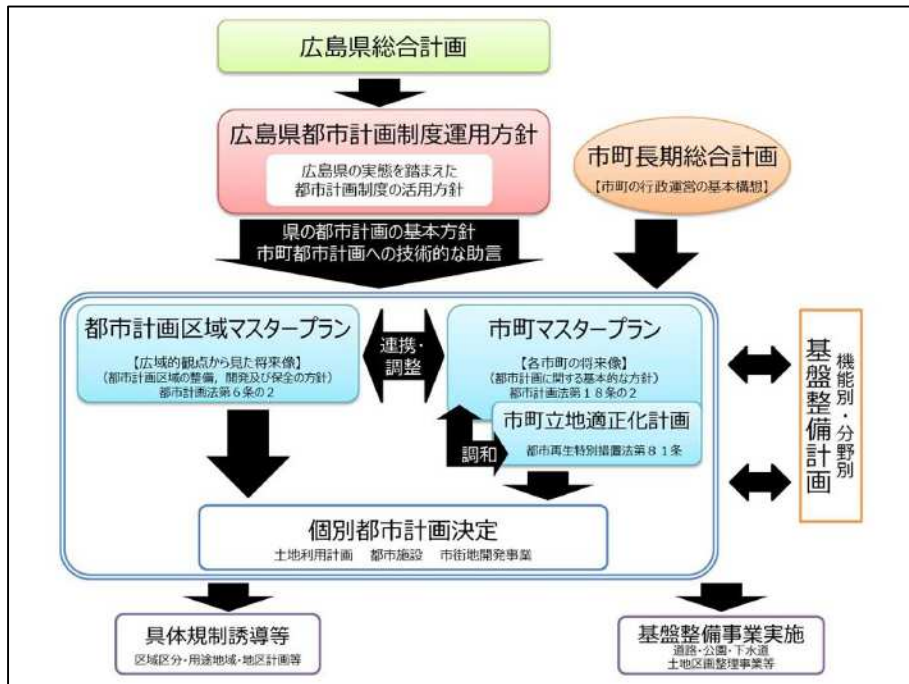 広島県総合計画
広島県都市計画制度運用方針
広島県の実態を踏まえた
都市計画制度の活用方針
市町長期総合計画
【市町の行政運営の基本構想】
県の都市計画の基本方針
市町都市計画への技術的な助言
都市計画区域マスタープラン
【広域的観点から見た将来像】
(都市計画区域の整備，開発及び保全の方針)
都市計画法第6条の2
連携・
調整
市町マスタープラン
【各市町の将来像】
(都市計画に関する基本的な方針)
都市計画法第18条の2
市町立地適正化計画
都市再生特別措置法第81条
調和
機能別・分野別
基盤整備計画
個別都市計画決定
土地利用計画 都市施設 市街地開発事業
具体規制誘導等
区域区分・用途地域・地区計画等
基盤整備事業実施
道路・公園・下水道
土地区画整理事業等